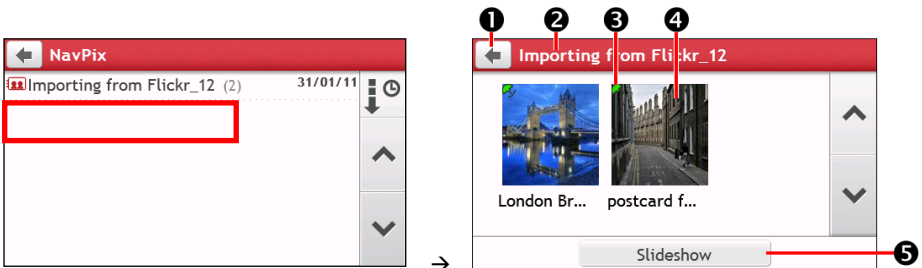 NavPix
Importing from Flickr_12 (2) 31/01/11
→
1 2 3 4
Importing from Flickr_12
London Br... postcard f...
Slideshow 5